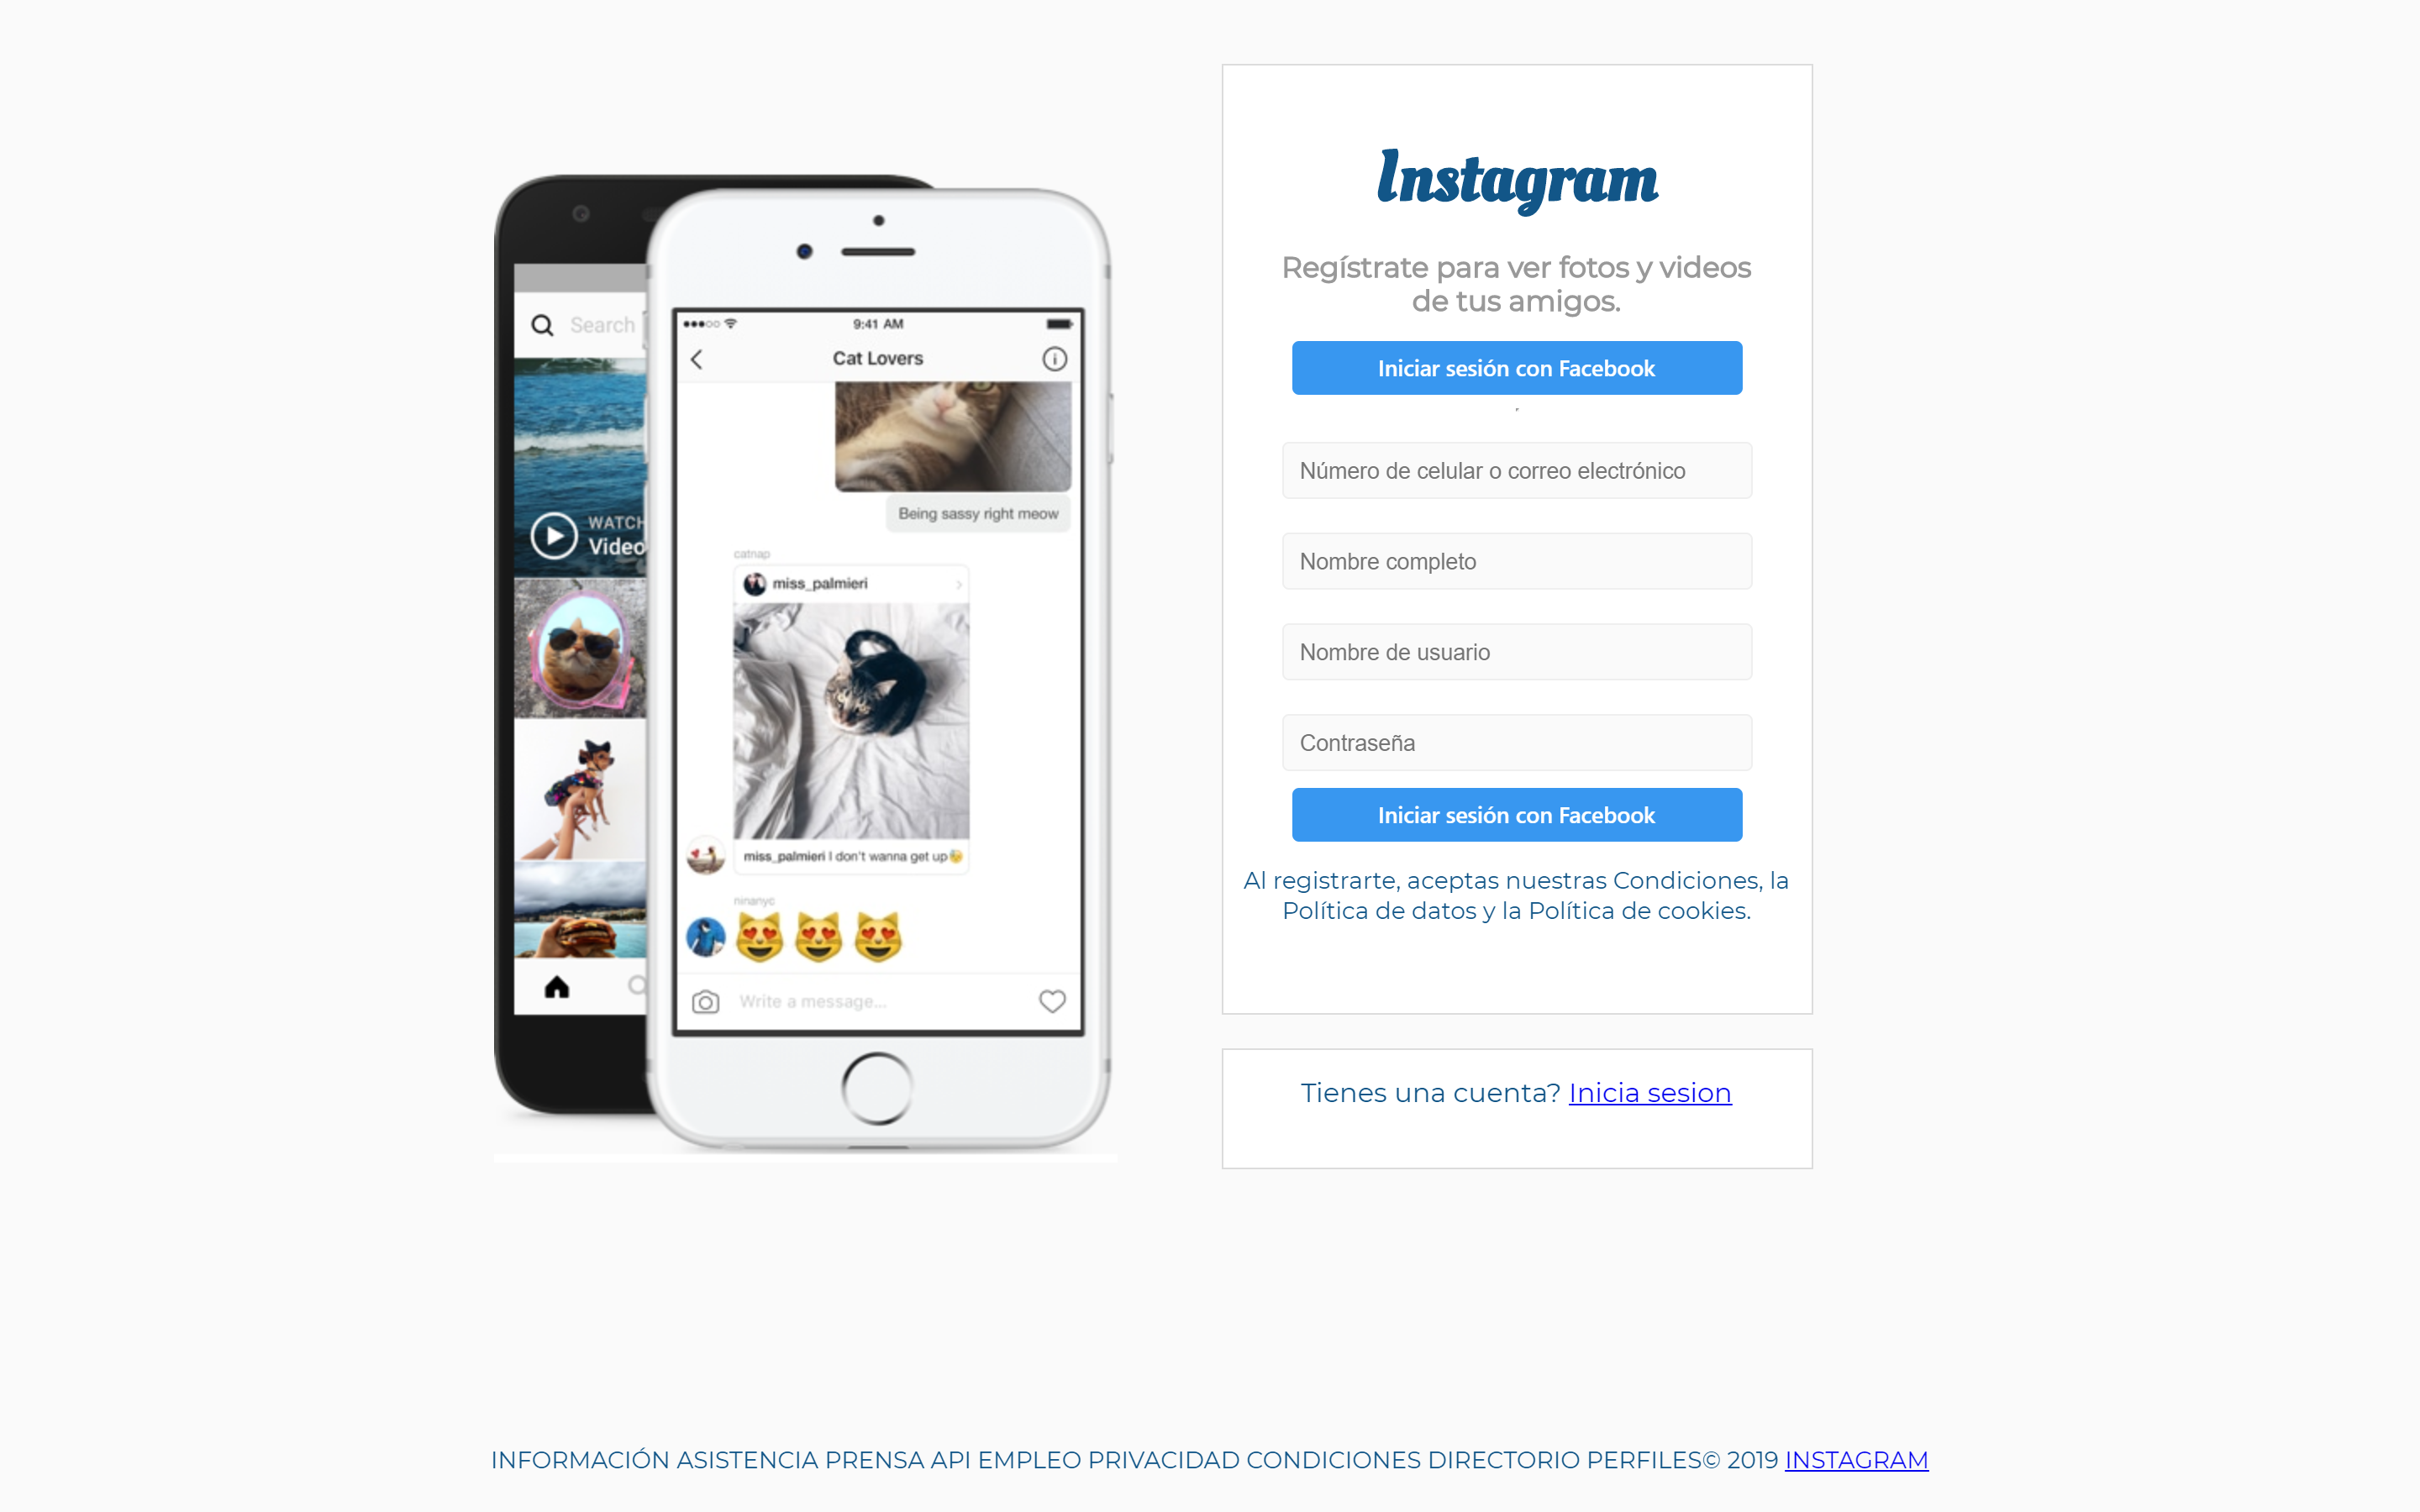 Search
WATCH
Video
9:41 AM
Cat Lovers
Being sassy right meow
catnap
miss_palmieri
miss_palmieri I don't wanna get up
ninanyc
Write a message...
Instagram
Regístrate para ver fotos y videos
de tus amigos.
Iniciar sesión con Facebook
Número de celular o correo electrónico
Nombre completo
Nombre de usuario
Contraseña
Iniciar sesión con Facebook
Al registrarte, aceptas nuestras Condiciones, la
Política de datos y la Política de cookies.
Tienes una cuenta? Inicia sesion
INFORMACIÓN ASISTENCIA PRENSA API EMPLEO PRIVACIDAD CONDICIONES DIRECTORIO PERFILES© 2019 INSTAGRAM